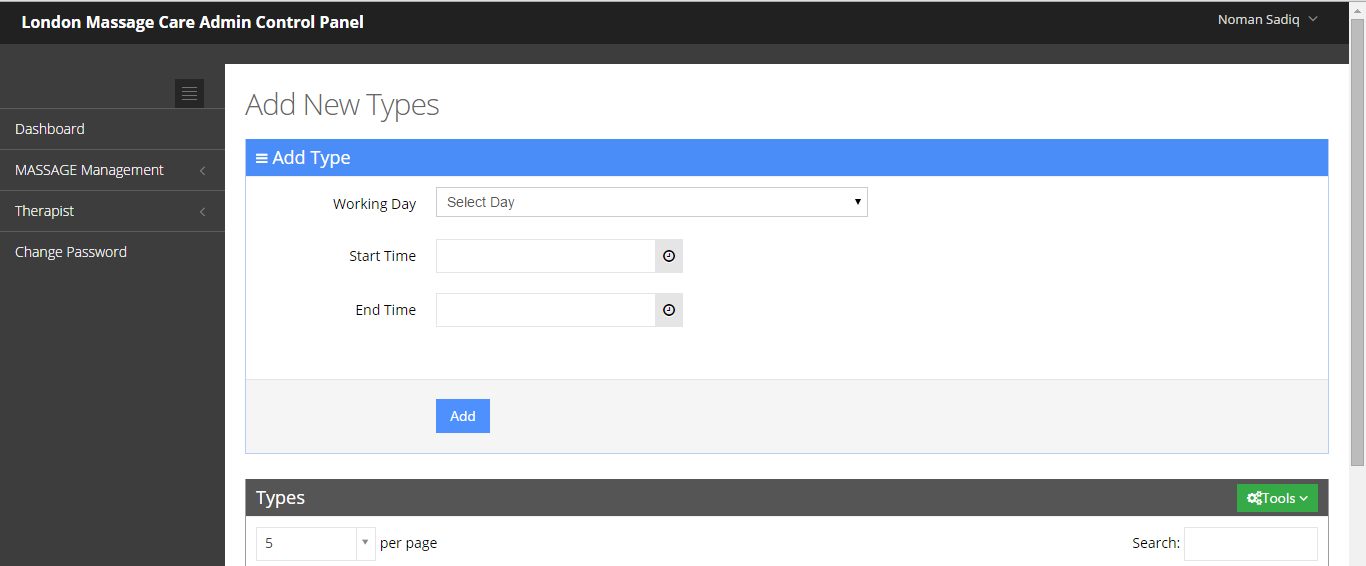 London Massage Care Admin Control Panel
Noman Sadiq
Dashboard
MASSAGE Management
Therapist
Change Password
Add New Types
Add Type
Working Day Select Day
Start Time
End Time
Add
Types
Tools
5 per page
Search: